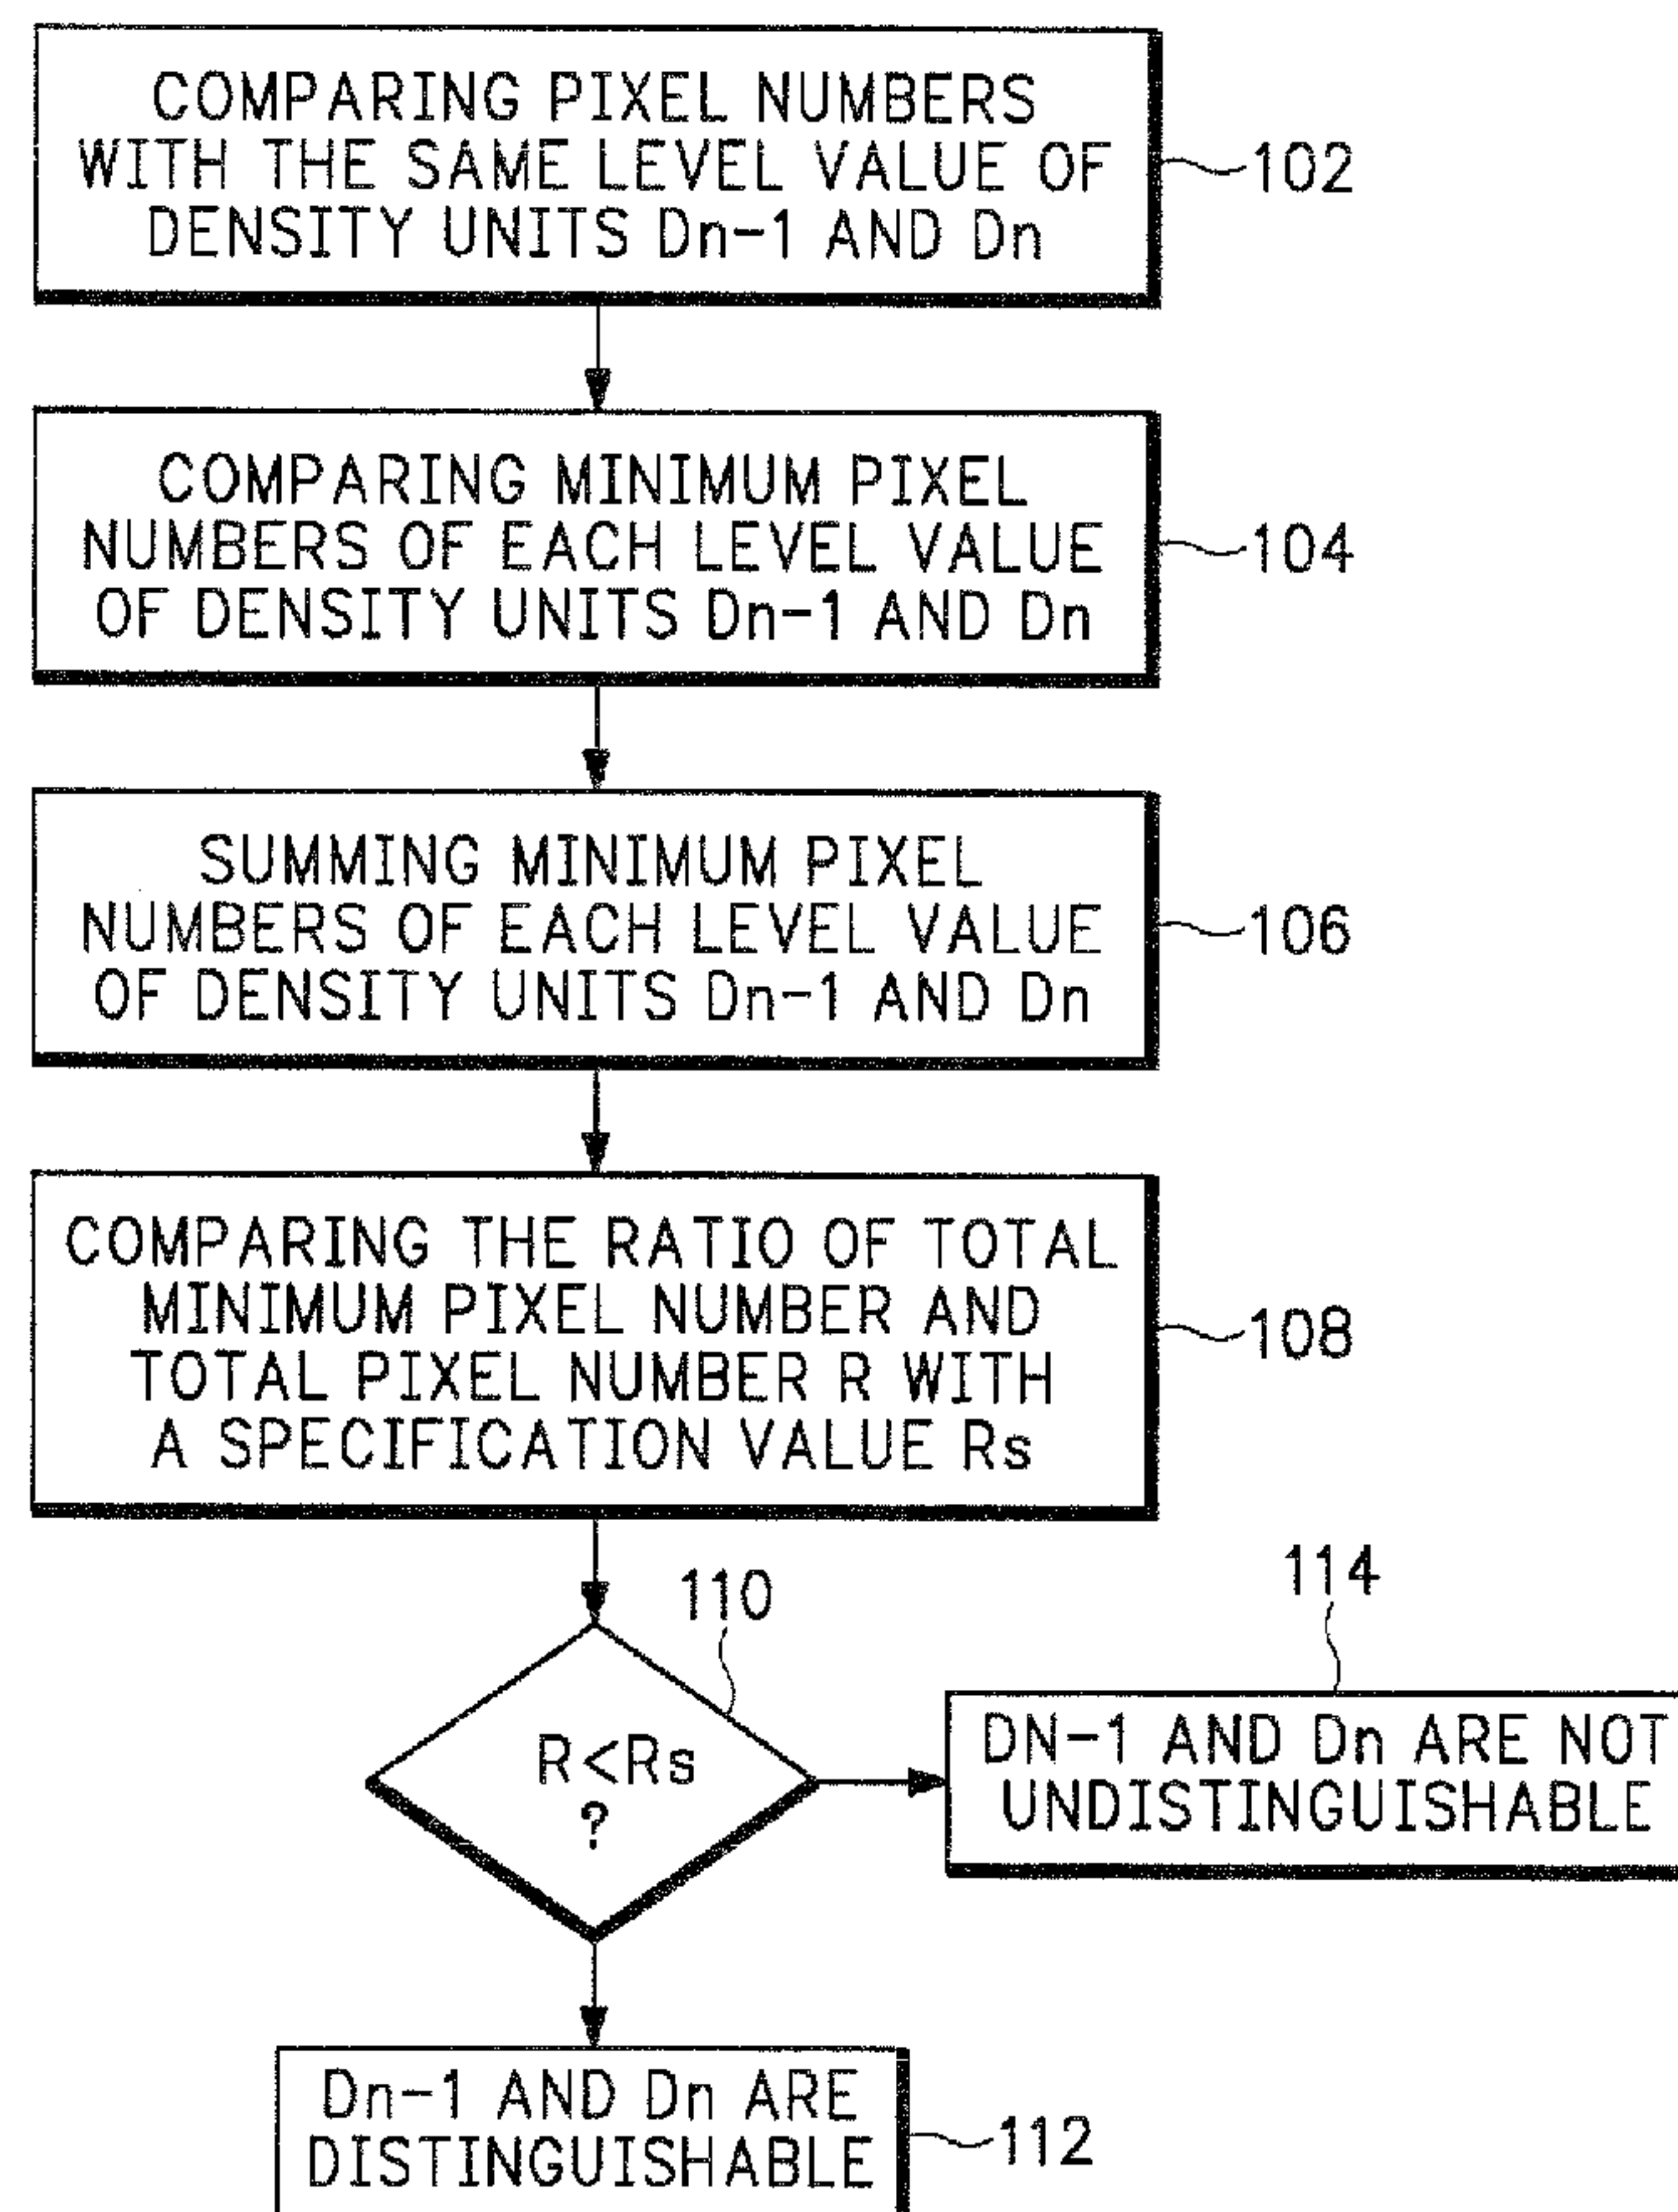 COMPARING PIXEL NUMBERS
WITH THE SAME LEVEL VALUE OF
DENSITY UNITS Dn-1 AND Dn
102
COMPARING MINIMUM PIXEL
NUMBERS OF EACH LEVEL VALUE
OF DENSITY UNITS Dn-1 AND Dn
104
SUMMING MINIMUM PIXEL
NUMBERS OF EACH LEVEL VALUE
OF DENSITY UNITS Dn-1 AND Dn
106
COMPARING THE RATIO OF TOTAL
MINIMUM PIXEL NUMBER AND
TOTAL PIXEL NUMBER R WITH
A SPECIFICATION VALUE Rs
108
110
R<Rs
?
114
DN-1 AND Dn ARE NOT
UNDISTINGUISHABLE
Dn-1 AND Dn ARE
DISTINGUISHABLE
112